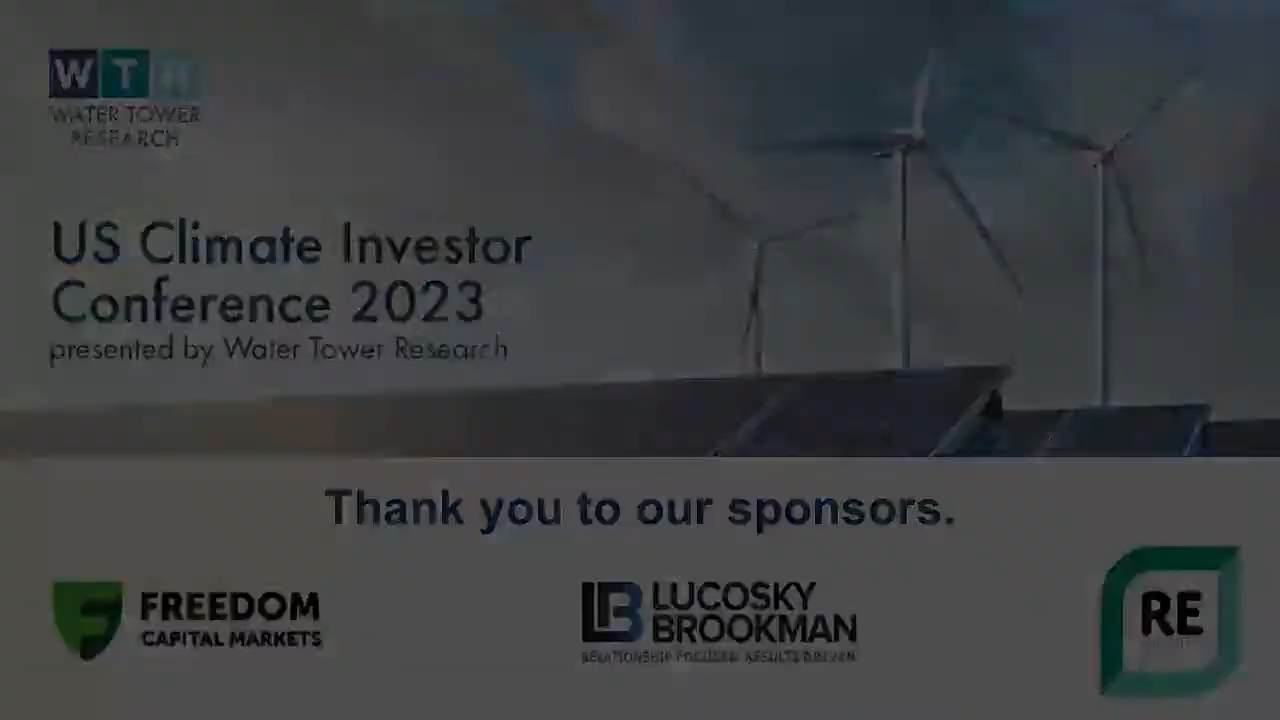 WTR
WATER TOWER
RESEARCH
US Climate Investor
Conference 2023
presented by Water Tower Research
Thank you to our sponsors.
FREEDOM
CAPITAL MARKETS
LUCOSKY
BROOKMAN
RELATIONSHIP FOCUSED. RESULTS DRIVEN
RE